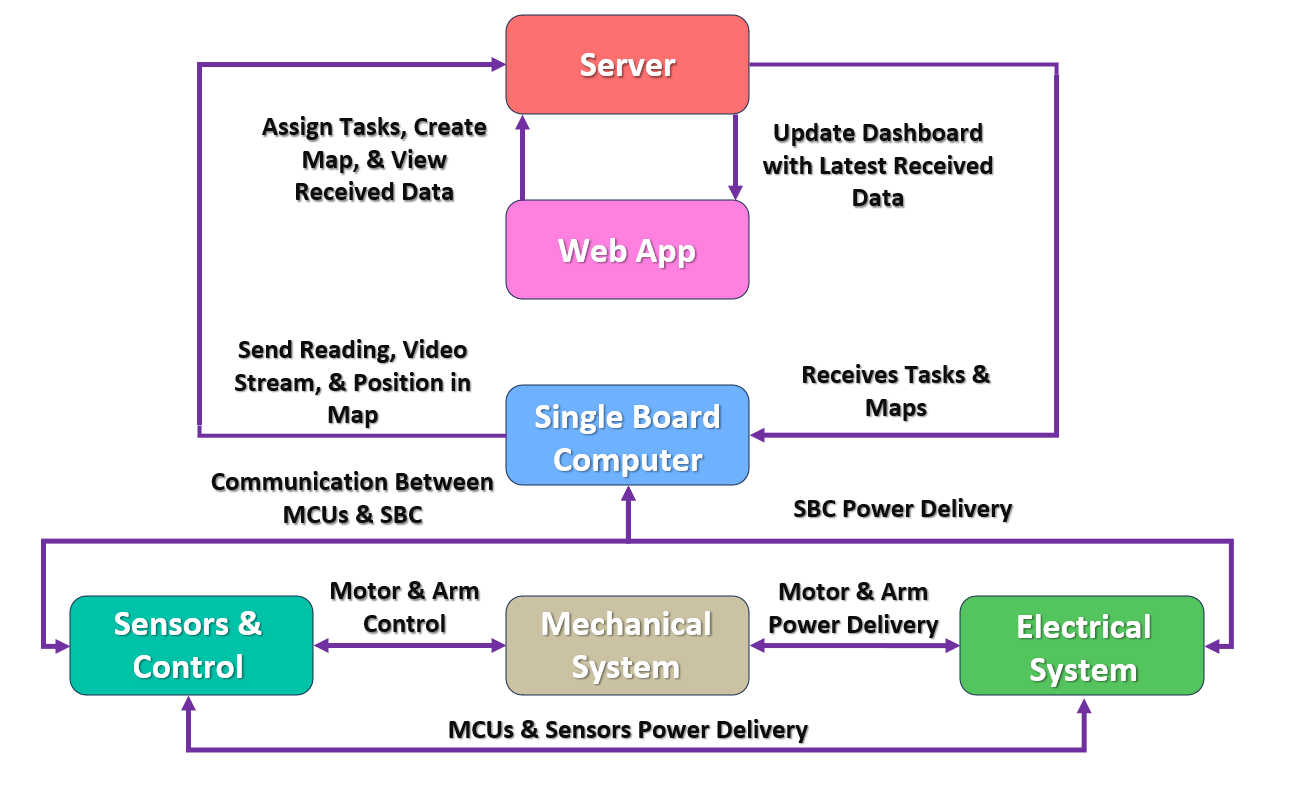 Server
Assign Tasks, Create
Map, & View
Received Data
Update Dashboard
with Latest Received
Data
Web App
Send Reading, Video
Stream, & Position in
Map
Receives Tasks &
Maps
Single Board
Computer
Communication Between
MCUs & SBC
SBC Power Delivery
Motor & Arm
Control
Motor & Arm
Power Delivery
Sensors &
Control
Mechanical
System
Electrical
System
MCUs & Sensors Power Delivery